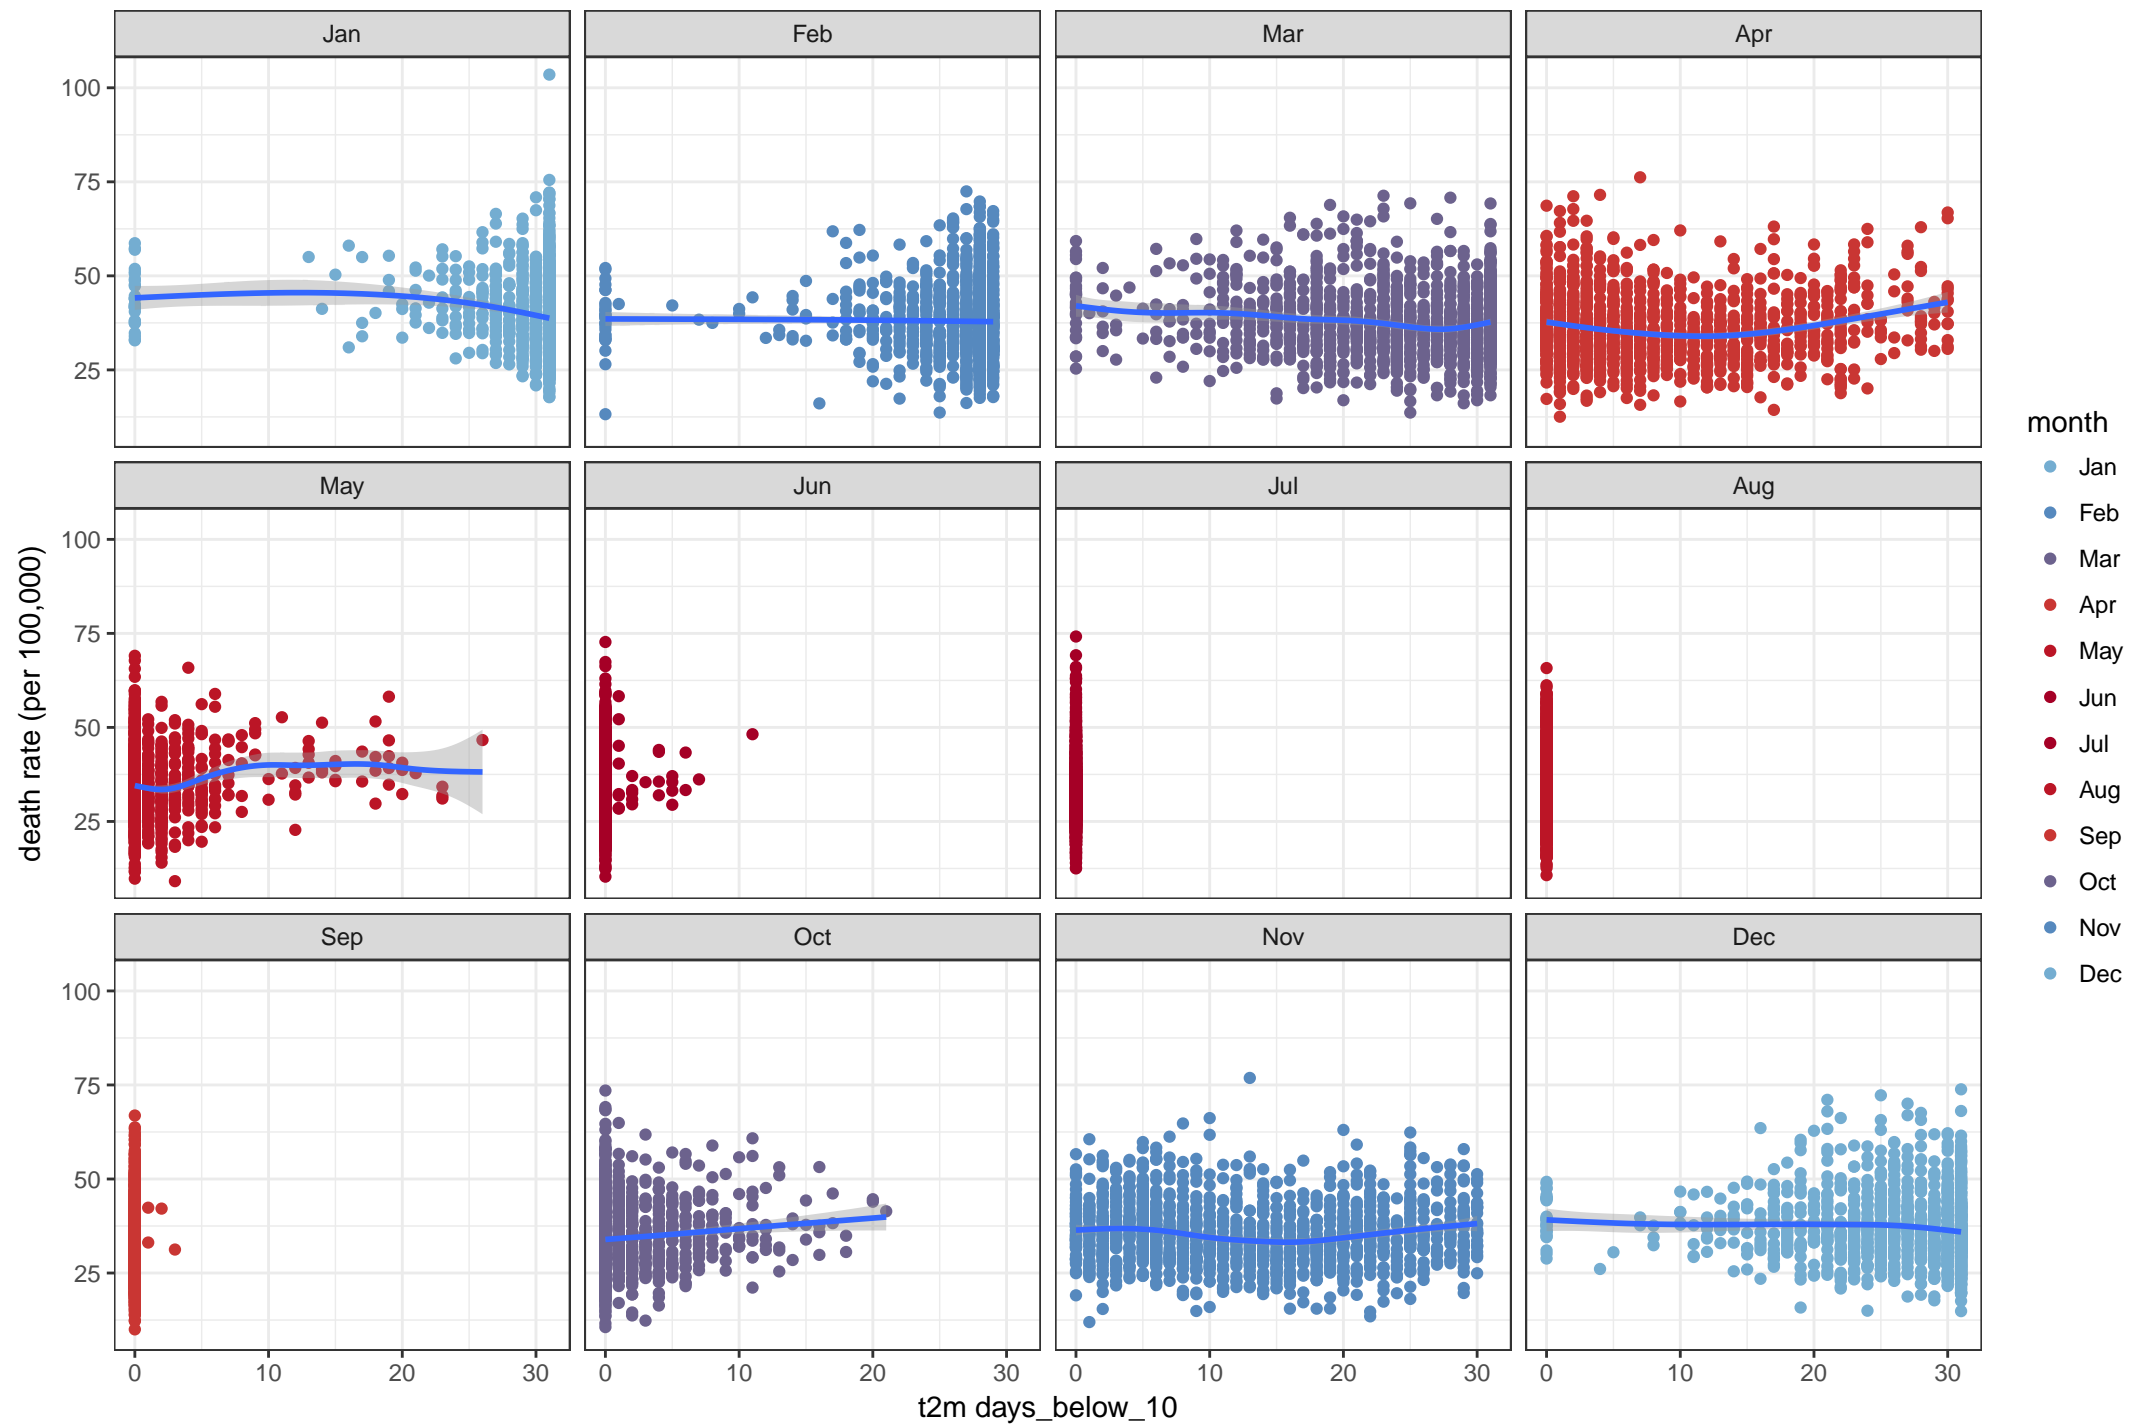 Jan Feb Mar Apr
100
75
50
25
May Jun Jul Aug
100
75
50
25
Sep Oct Nov Dec
100
75
50
25
0 10 20 30 0 10 20 30 0 10 20 30 0 10 20 30
t2m days_below_10
death rate (per 100,000)
month
Jan
Feb
Mar
Apr
May
Jun
Jul
Aug
Sep
Oct
Nov
Dec